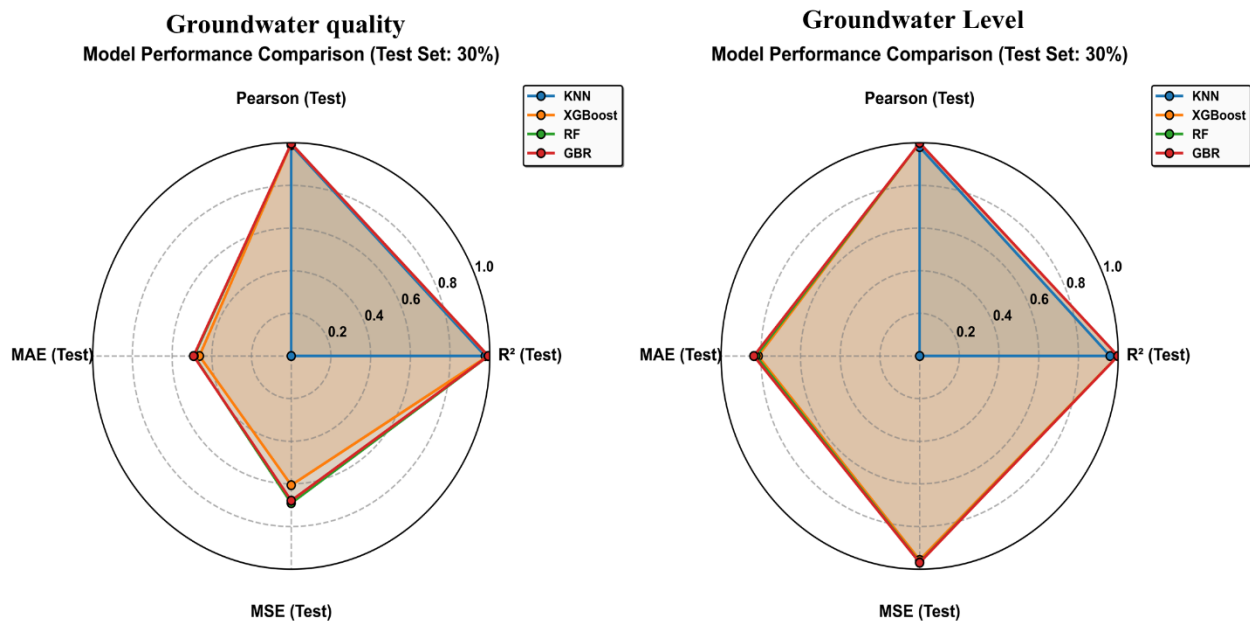 Groundwater quality
Model Performance Comparison (Test Set: 30%)
KNN
XGBoost
RF
GBR
Pearson (Test)
1.0
0.8
0.6
0.4
0.2
MAE (Test)
R² (Test)
MSE (Test)
Groundwater Level
Model Performance Comparison (Test Set: 30%)
KNN
XGBoost
RF
GBR
Pearson (Test)
1.0
0.8
0.6
0.4
0.2
MAE (Test)
R² (Test)
MSE (Test)